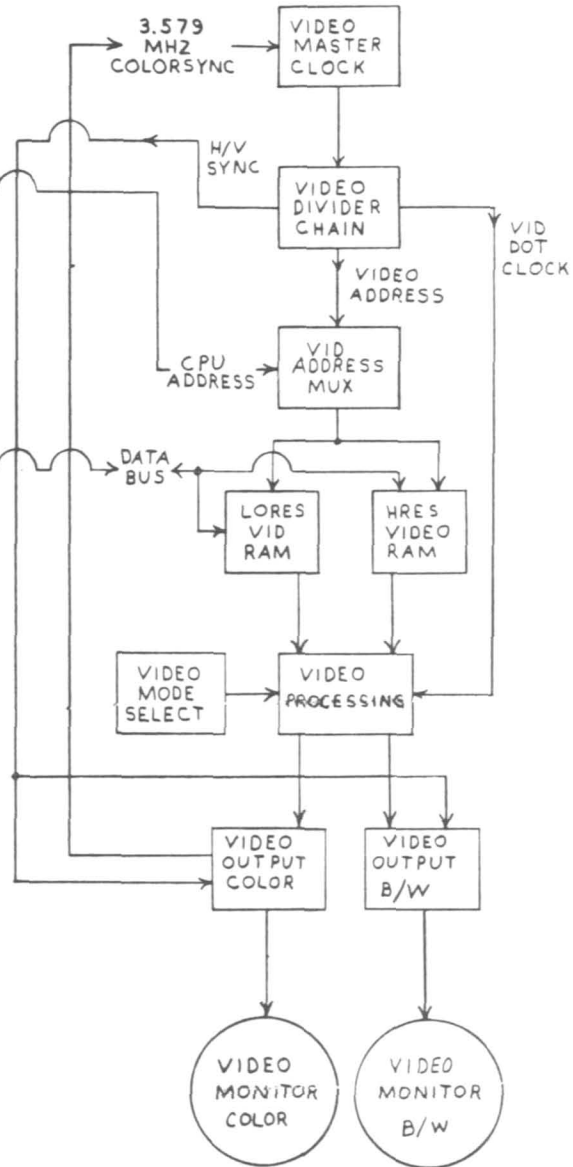 3.579
MHZ
COLORSYNC
VIDEO
MASTER
CLOCK
H/V
SYNC
VIDEO
DIVIDER
CHAIN
VID
DOT
CLOCK
VIDEO
ADDRESS
CPU
ADDRESS
VID
ADDRESS
MUX
DATA
BUS
LORES
VID
RAM
HRES
VIDEO
RAM
VIDEO
MODE
SELECT
VIDEO
PROCESSING
VIDEO
OUTPUT
COLOR
VIDEO
OUTPUT
B/W
VIDEO
MONITOR
COLOR
VIDEO
MONITOR
B/W